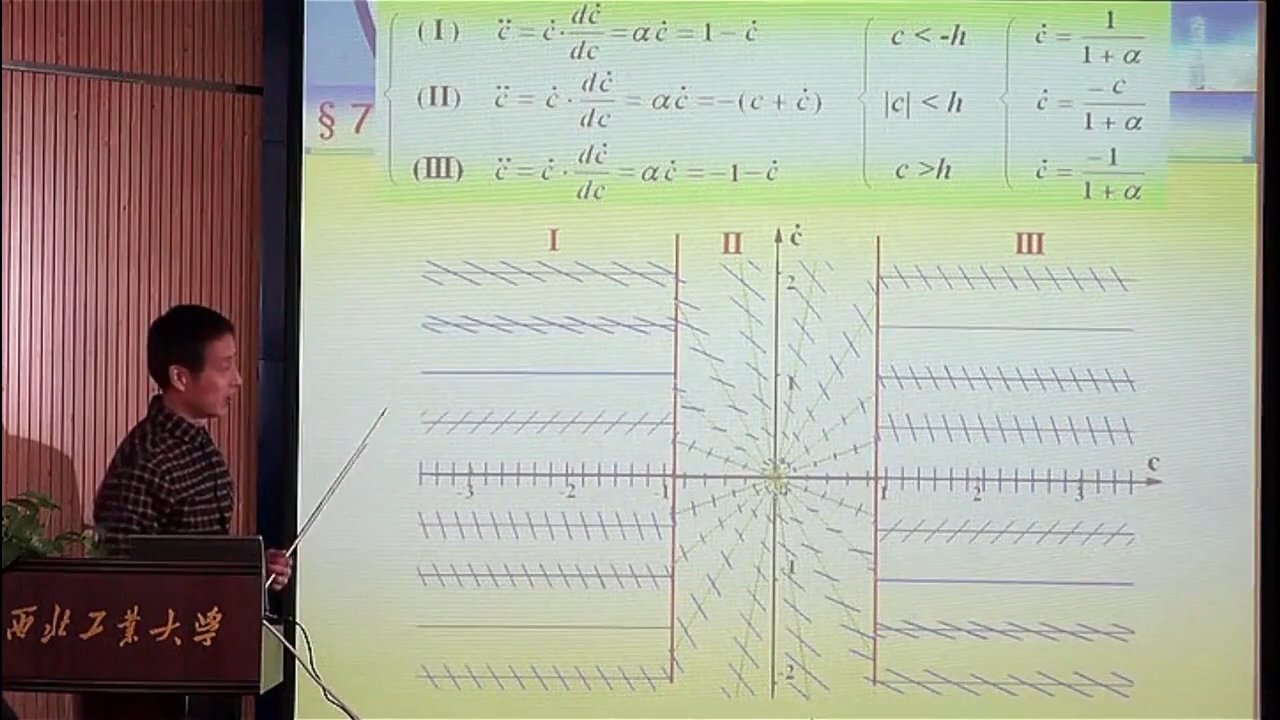 (I) c̈ = ċ·dċ/dc = αċ = 1 − ċ c < -h ċ = 1/(1+α)
§ 7
(II) c̈ = ċ·dċ/dc = αċ = −(c + ċ) |c| < h ċ = −c/(1+α)
(III) c̈ = ċ·dċ/dc = αċ = −1− ċ c >h ċ = −1/(1+α)
I II ċ III
2
1
c
-3 -2 -1 1 2 3
-1
-2
西北工业大学